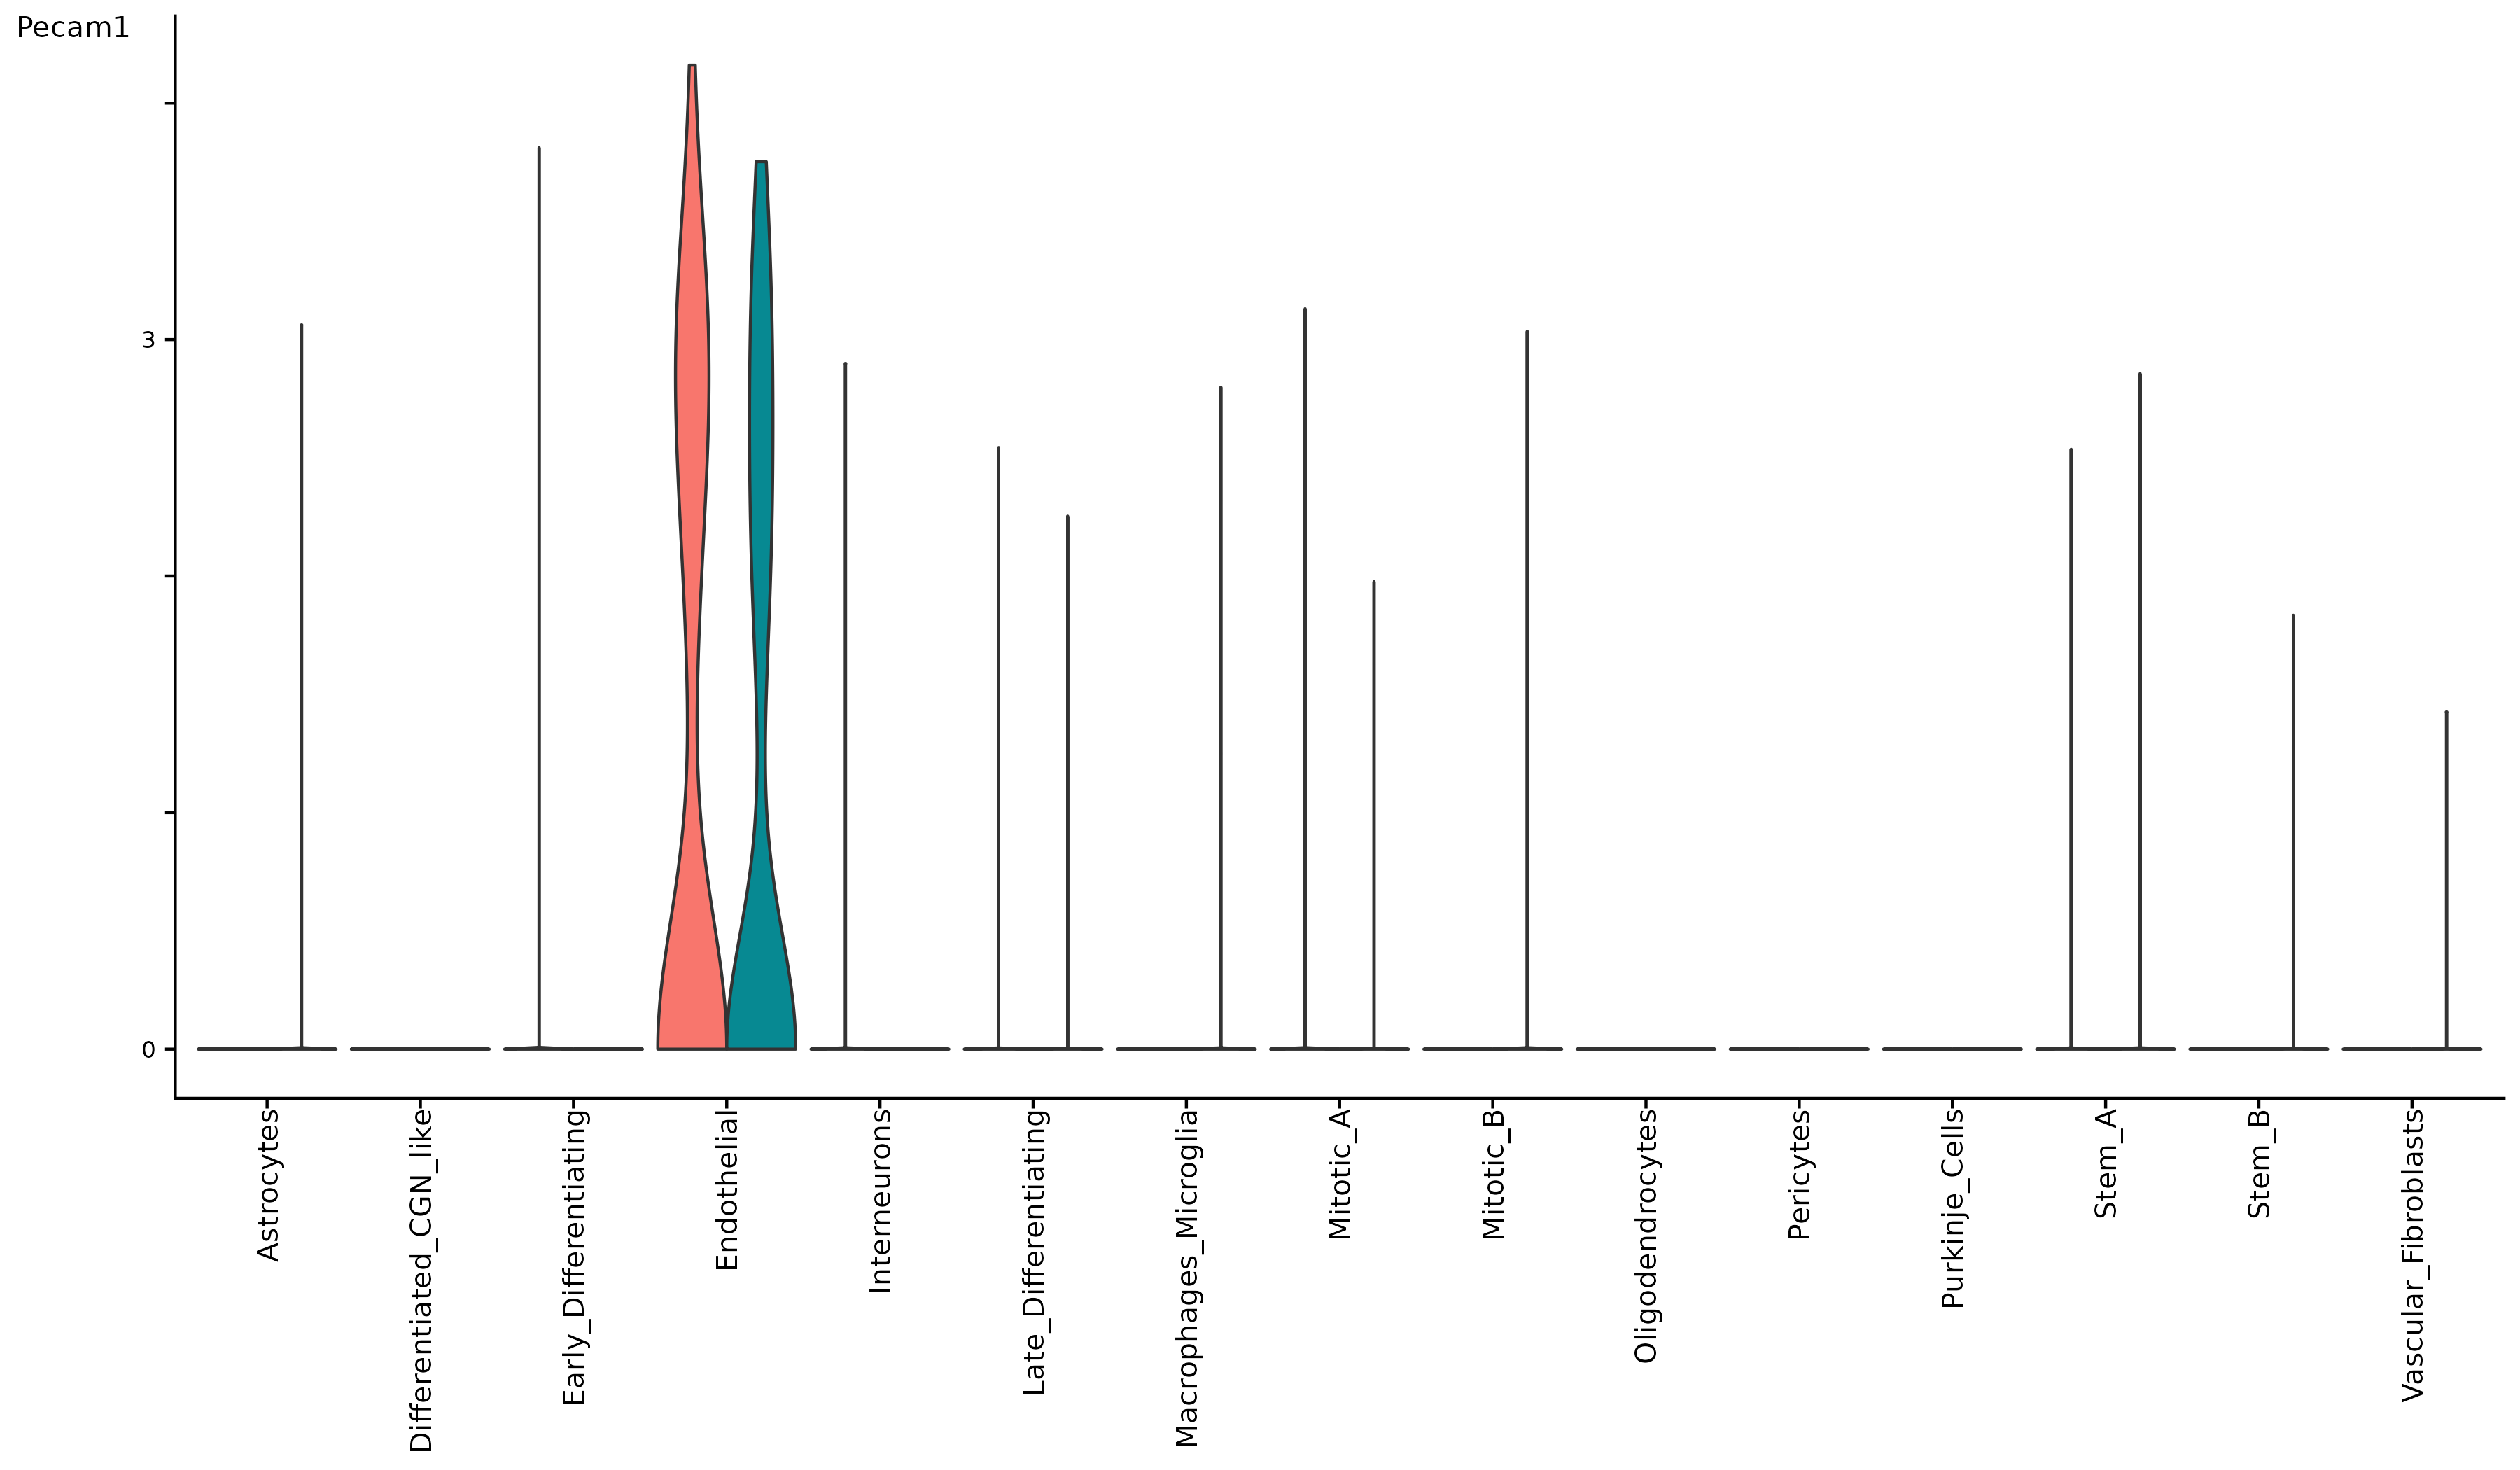 Pecam1
3
0
Astrocytes
Differentiated_CGN_like
Early_Differentiating
Endothelial
Interneurons
Late_Differentiating
Macrophages_Microglia
Mitotic_A
Mitotic_B
Oligodendrocytes
Pericytes
Purkinje_Cells
Stem_A
Stem_B
Vascular_Fibroblasts